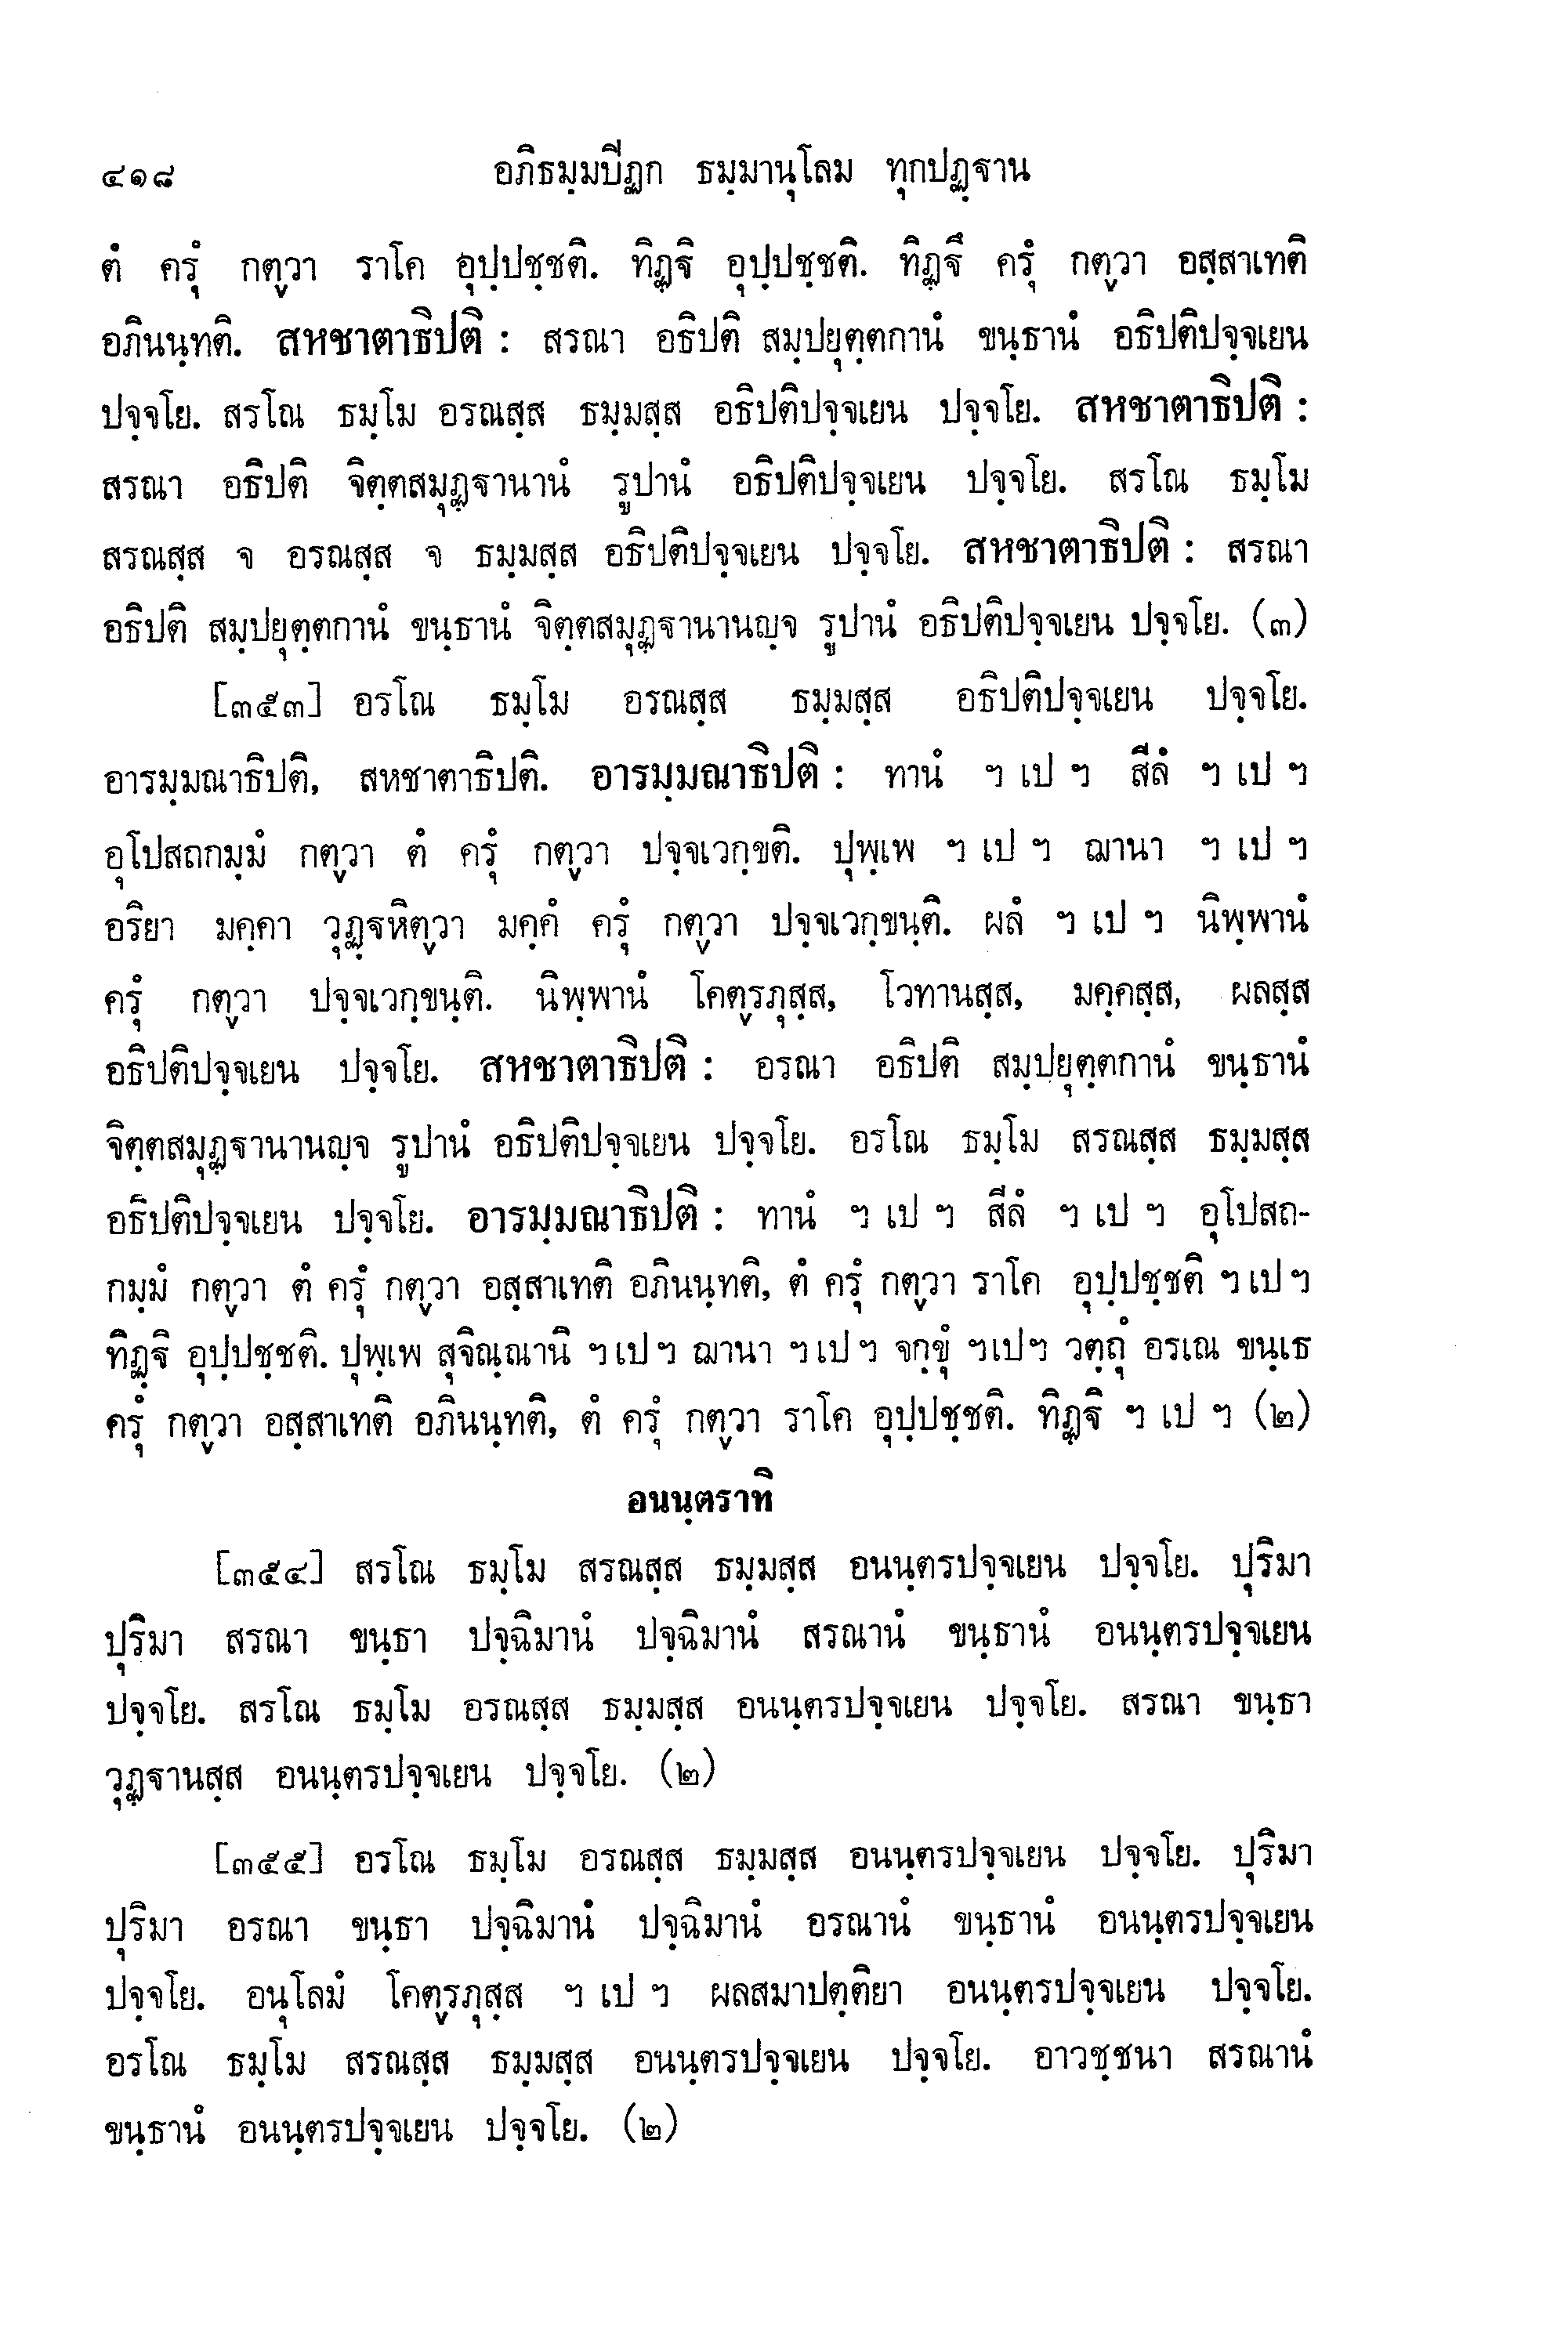 ๔๑๘ อภิธมฺมปีฏก ธมฺมานุโลม ทุกปฏฺฐาน
ตํ ครุํ กตฺวา ราโค อุปฺปชฺชติ. ทิฏฺฐิ อุปฺปชฺชติ. ทิฏฺฐึ ครุํ กตฺวา อสฺสาเทติ
อภินนฺทติ. สหชาตาธิปติ : สรณา อธิปติ สมฺปยุตฺตกานํ ขนฺธานํ อธิปติปจฺจเยน
ปจฺจโย. สรโณ ธมฺโม อรณสฺส ธมฺมสฺส อธิปติปจฺจเยน ปจฺจโย. สหชาตาธิปติ :
สรณา อธิปติ จิตฺตสมุฏฺฐานานํ รูปานํ อธิปติปจฺจเยน ปจฺจโย. สรโณ ธมฺโม
สรณสฺส จ อรณสฺส จ ธมฺมสฺส อธิปติปจฺจเยน ปจฺจโย. สหชาตาธิปติ : สรณา
อธิปติ สมฺปยุตฺตกานํ ขนฺธานํ จิตฺตสมุฏฺฐานานญฺจ รูปานํ อธิปติปจฺจเยน ปจฺจโย. (๓)
[๓๕๓] อรโณ ธมฺโม อรณสฺส ธมฺมสฺส อธิปติปจฺจเยน ปจฺจโย.
อารมฺมณาธิปติ, สหชาตาธิปติ. อารมฺมณาธิปติ : ทานํ ฯ เป ฯ สีลํ ฯ เป ฯ
อุโปสถกมฺมํ กตฺวา ตํ ครุํ กตฺวา ปจฺจเวกฺขติ. ปุพฺเพ ฯ เป ฯ ฌานา ฯ เป ฯ
อริยา มคฺคา วุฏฺฐหิตฺวา มคฺคํ ครุํ กตฺวา ปจฺจเวกฺขนฺติ. ผลํ ฯ เป ฯ นิพฺพานํ
ครุํ กตฺวา ปจฺจเวกฺขนฺติ. นิพฺพานํ โคตฺรภุสฺส, โวทานสฺส, มคฺคสฺส, ผลสฺส
อธิปติปจฺจเยน ปจฺจโย. สหชาตาธิปติ : อรณา อธิปติ สมฺปยุตฺตกานํ ขนฺธานํ
จิตฺตสมุฏฺฐานานญฺจ รูปานํ อธิปติปจฺจเยน ปจฺจโย. อรโณ ธมฺโม สรณสฺส ธมฺมสฺส
อธิปติปจฺจเยน ปจฺจโย. อารมฺมณาธิปติ : ทานํ ฯ เป ฯ สีลํ ฯ เป ฯ อุโปสถ-
กมฺมํ กตฺวา ตํ ครุํ กตฺวา อสฺสาเทติ อภินนฺทติ, ตํ ครุํ กตฺวา ราโค อุปฺปชฺชติ ฯ เป ฯ
ทิฏฺฐิ อุปฺปชฺชติ. ปุพฺเพ สุจิณฺณานิ ฯ เป ฯ ฌานา ฯ เป ฯ จกฺขุํ ฯ เป ฯ วตฺถุํ อรเณ ขนฺเธ
ครุํ กตฺวา อสฺสาเทติ อภินนฺทติ, ตํ ครุํ กตฺวา ราโค อุปฺปชฺชติ. ทิฏฺฐิ ฯ เป ฯ (๒)
อนนฺตราทิ
[๓๕๔] สรโณ ธมฺโม สรณสฺส ธมฺมสฺส อนนฺตรปจฺจเยน ปจฺจโย. ปุริมา
ปุริมา สรณา ขนฺธา ปจฺฉิมานํ ปจฺฉิมานํ สรณานํ ขนฺธานํ อนนฺตรปจฺจเยน
ปจฺจโย. สรโณ ธมฺโม อรณสฺส ธมฺมสฺส อนนฺตรปจฺจเยน ปจฺจโย. สรณา ขนฺธา
วุฏฺฐานสฺส อนนฺตรปจฺจเยน ปจฺจโย. (๒)
[๓๕๕] อรโณ ธมฺโม อรณสฺส ธมฺมสฺส อนนฺตรปจฺจเยน ปจฺจโย. ปุริมา
ปุริมา อรณา ขนฺธา ปจฺฉิมานํ ปจฺฉิมานํ อรณานํ ขนฺธานํ อนนฺตรปจฺจเยน
ปจฺจโย. อนุโลมํ โคตฺรภุสฺส ฯ เป ฯ ผลสมาปตฺติยา อนนฺตรปจฺจเยน ปจฺจโย.
อรโณ ธมฺโม สรณสฺส ธมฺมสฺส อนนฺตรปจฺจเยน ปจฺจโย. อาวชฺชนา สรณานํ
ขนฺธานํ อนนฺตรปจฺจเยน ปจฺจโย. (๒)